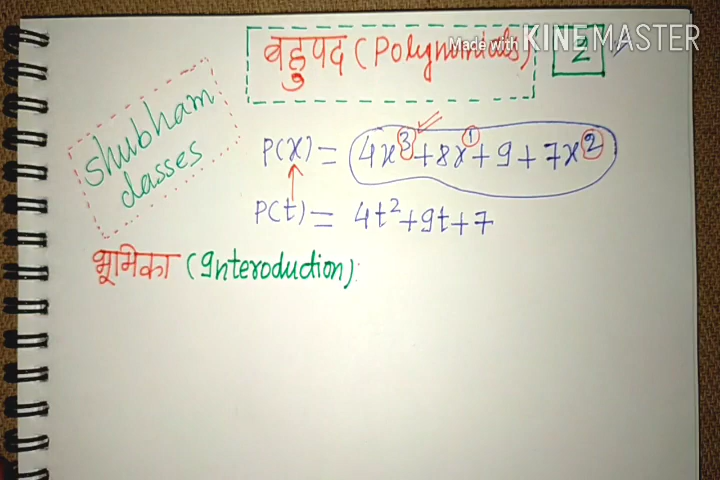 बहुपद (Polynomials) 2
Made with KINEMASTER
Shubham
classes
P(x) = 4x³ + 8x¹ + 9 + 7x²
P(t) = 4t² + 9t + 7
भूमिका (Interoduction):